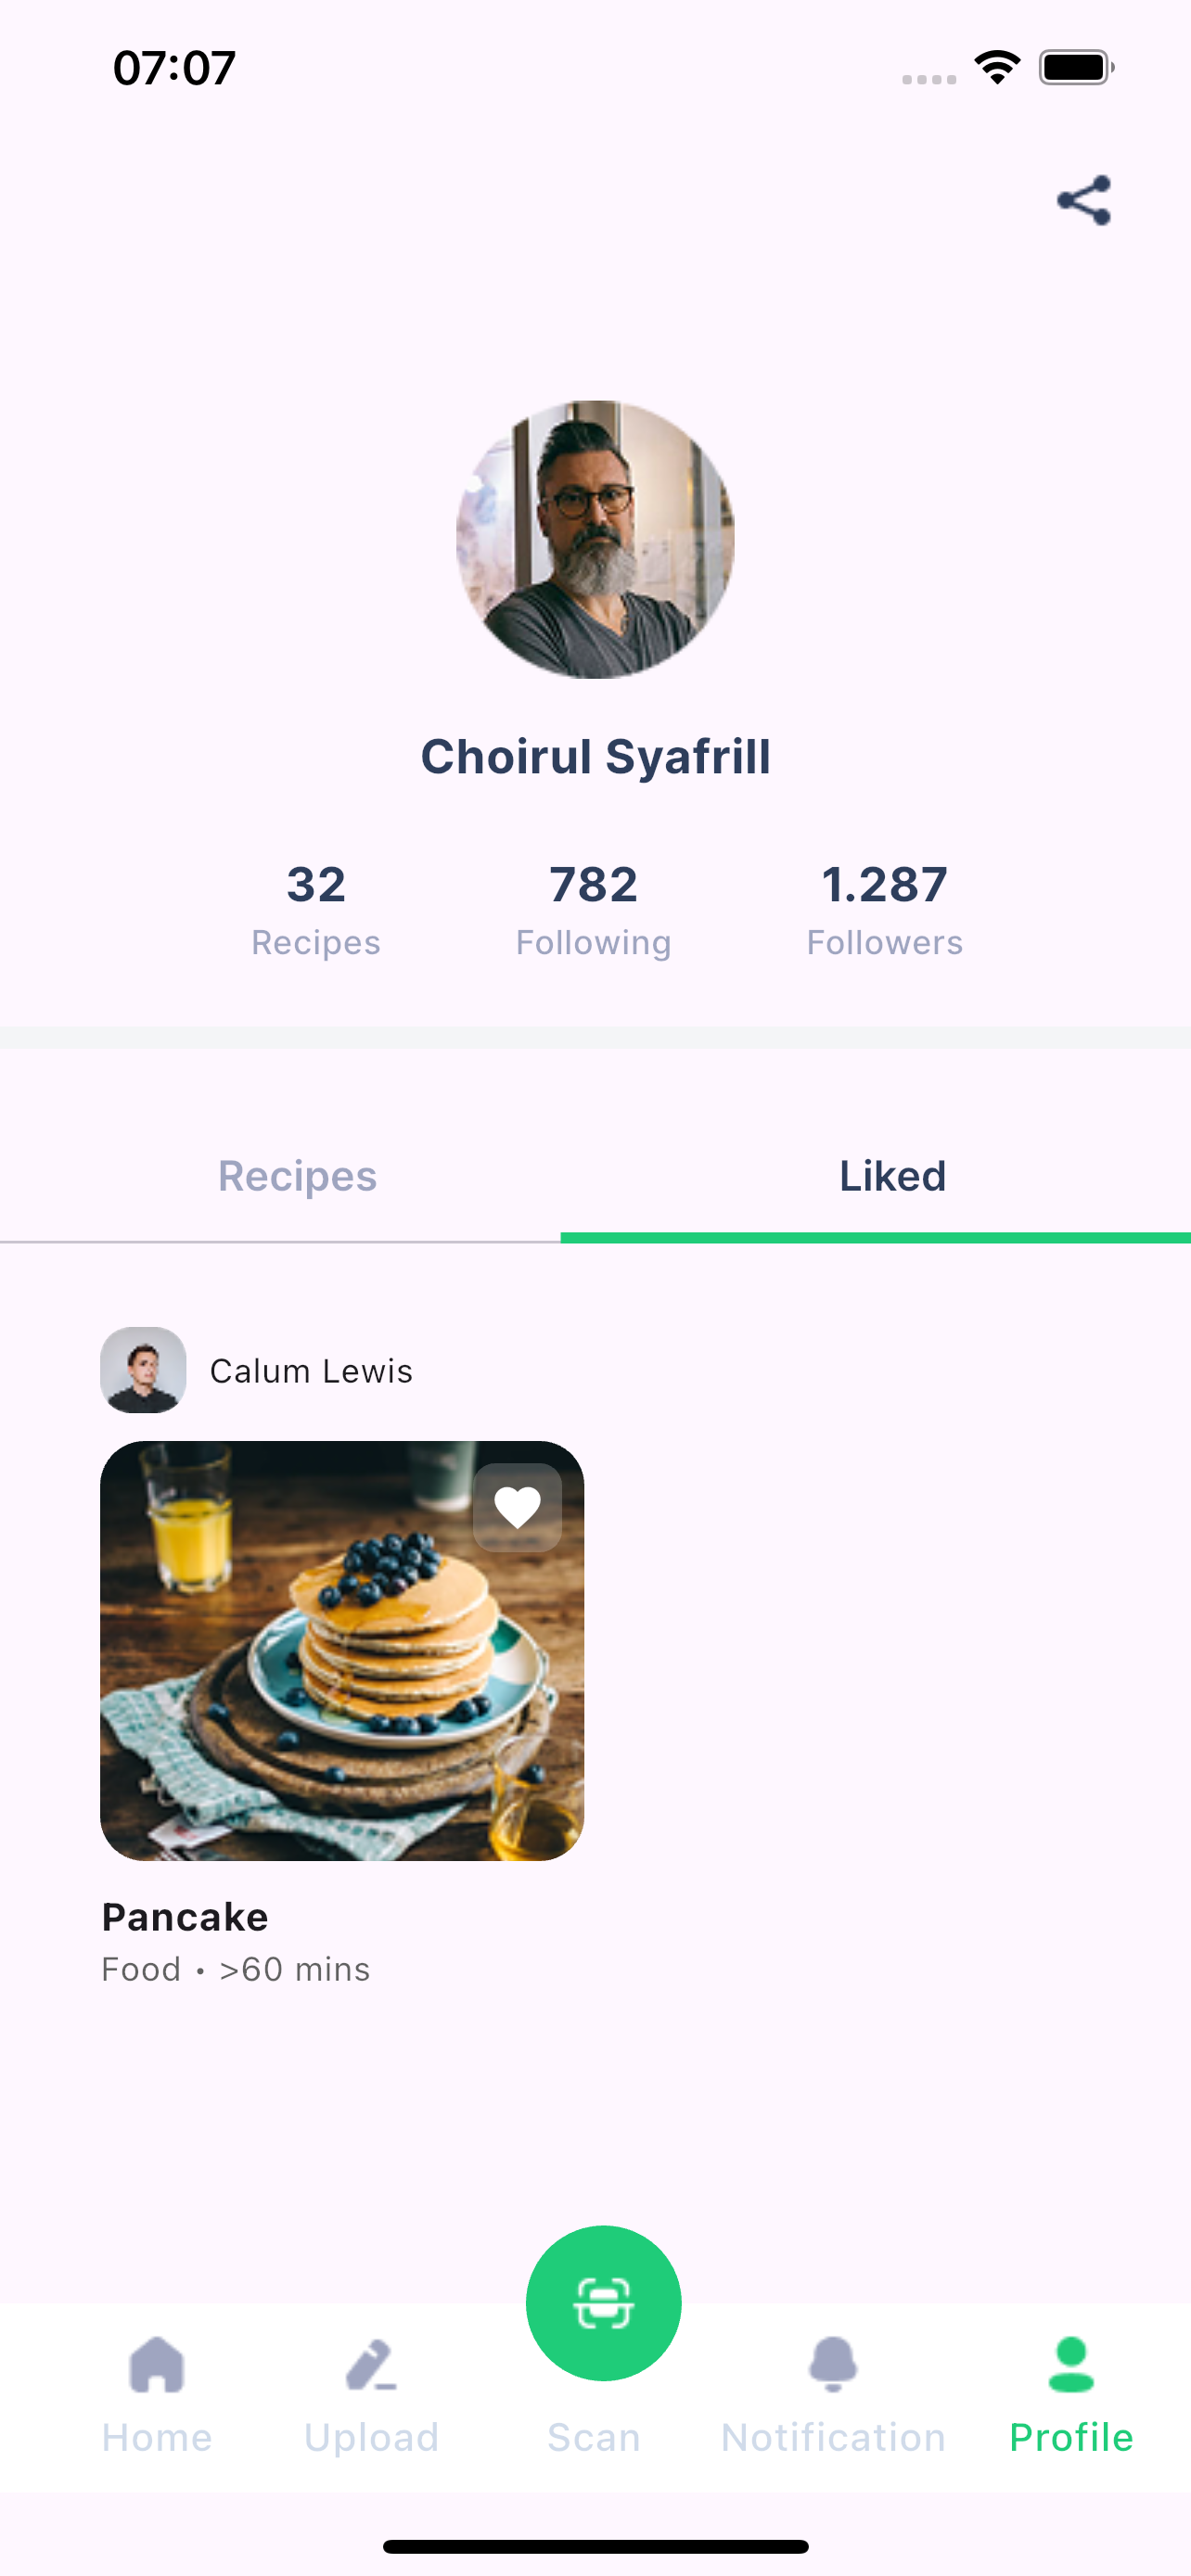 07:07
Choirul Syafrill
32 782 1.287
Recipes Following Followers
Recipes Liked
Calum Lewis
Pancake
Food • >60 mins
Home Upload Scan Notification Profile